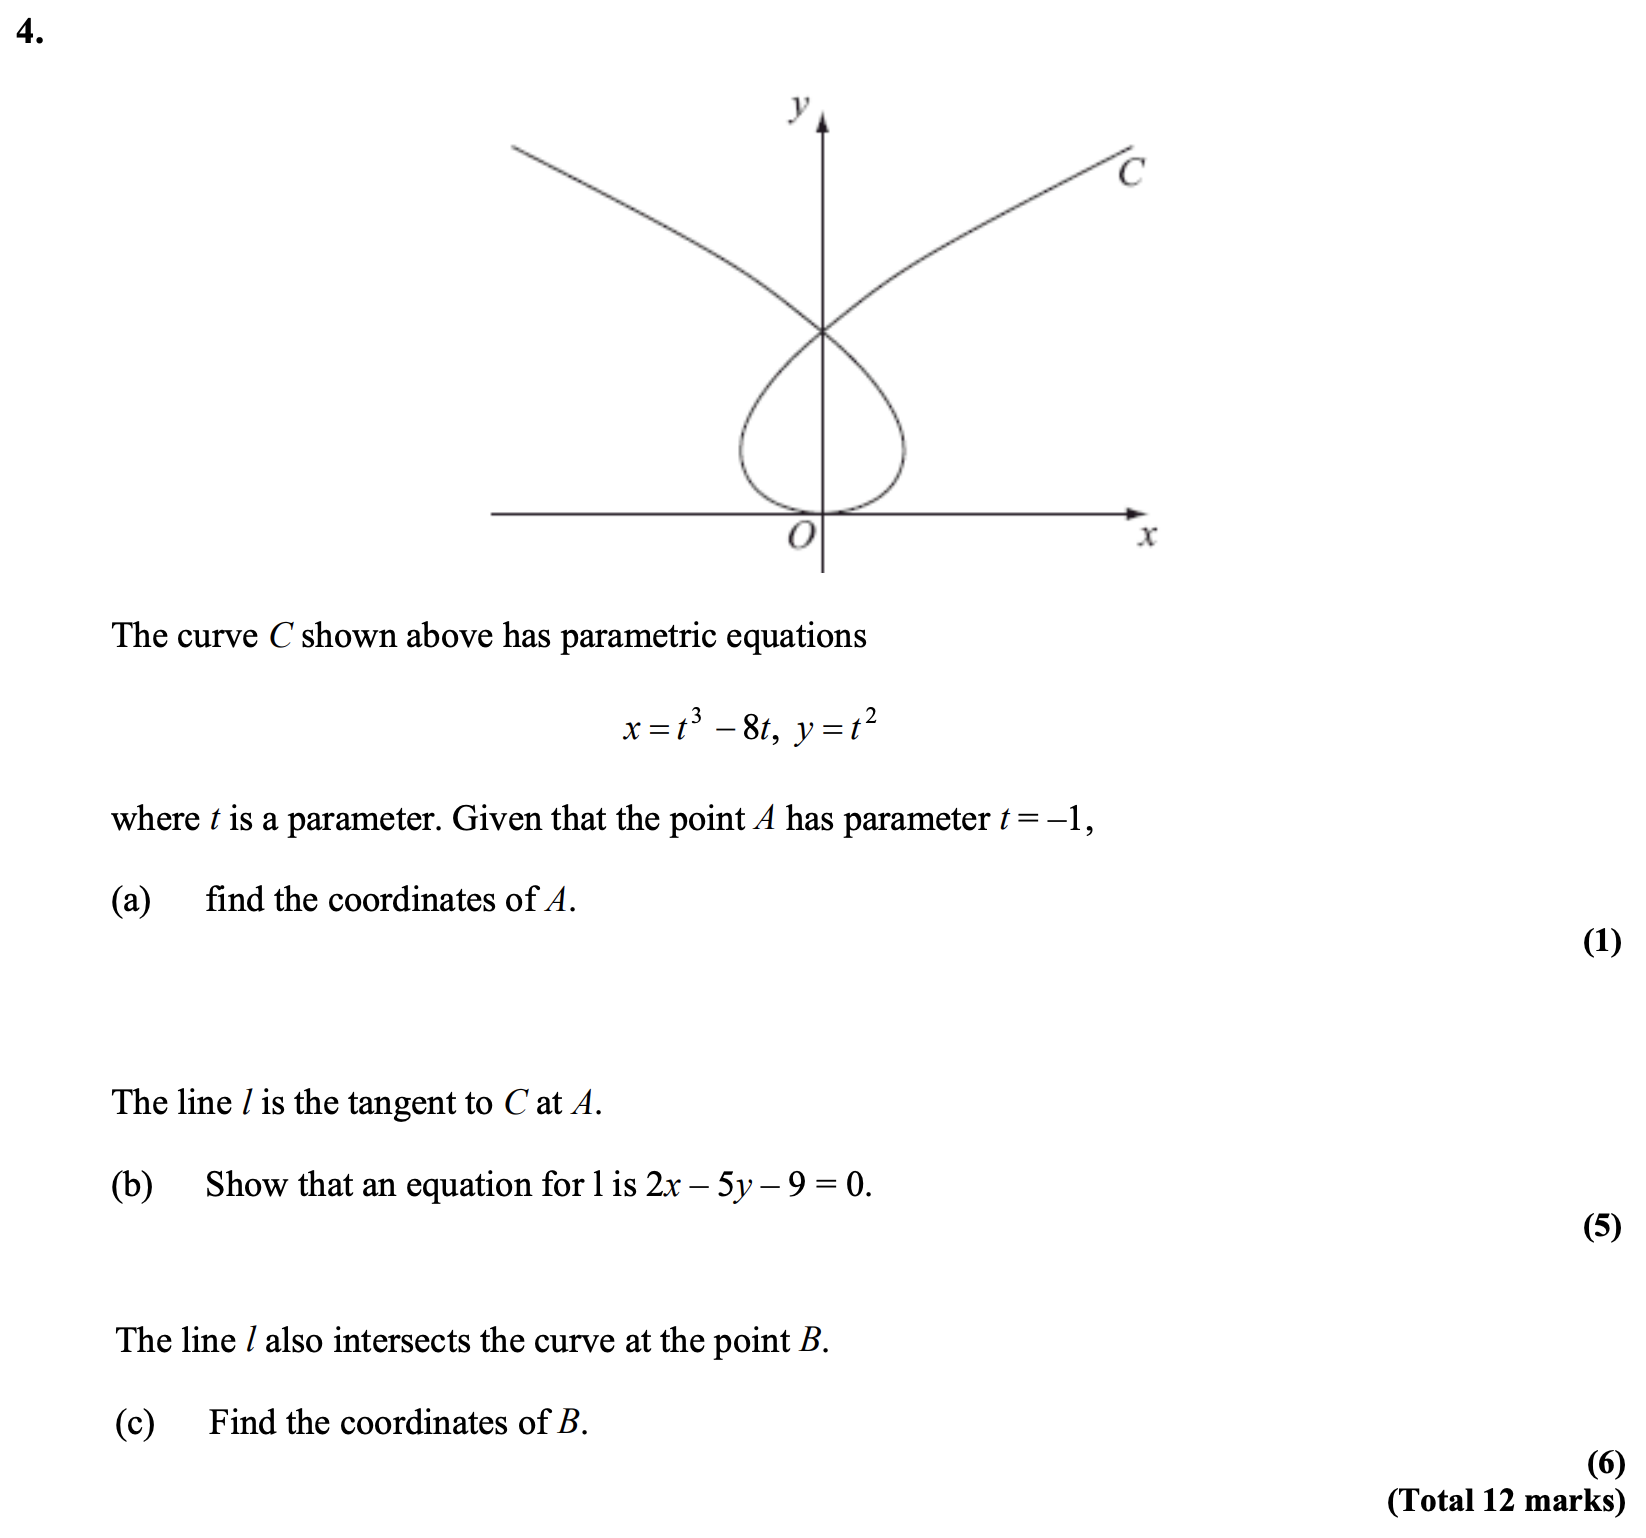 4.
y
C
O
x
The curve C shown above has parametric equations
x = t³ – 8t, y = t²
where t is a parameter. Given that the point A has parameter t = –1,
(a) find the coordinates of A.
(1)
The line l is the tangent to C at A.
(b) Show that an equation for l is 2x – 5y – 9 = 0.
(5)
The line l also intersects the curve at the point B.
(c) Find the coordinates of B.
(6)
(Total 12 marks)